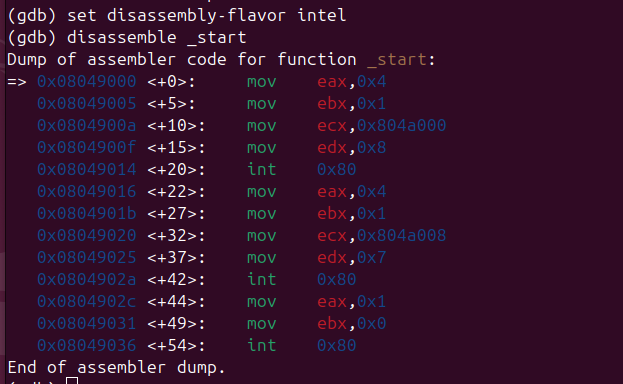 (gdb) set disassembly-flavor intel
(gdb) disassemble _start
Dump of assembler code for function _start:
=> 0x08049000 <+0>:     mov    eax,0x4
   0x08049005 <+5>:     mov    ebx,0x1
   0x0804900a <+10>:    mov    ecx,0x804a000
   0x0804900f <+15>:    mov    edx,0x8
   0x08049014 <+20>:    int    0x80
   0x08049016 <+22>:    mov    eax,0x4
   0x0804901b <+27>:    mov    ebx,0x1
   0x08049020 <+32>:    mov    ecx,0x804a008
   0x08049025 <+37>:    mov    edx,0x7
   0x0804902a <+42>:    int    0x80
   0x0804902c <+44>:    mov    eax,0x1
   0x08049031 <+49>:    mov    ebx,0x0
   0x08049036 <+54>:    int    0x80
End of assembler dump.
(gdb)